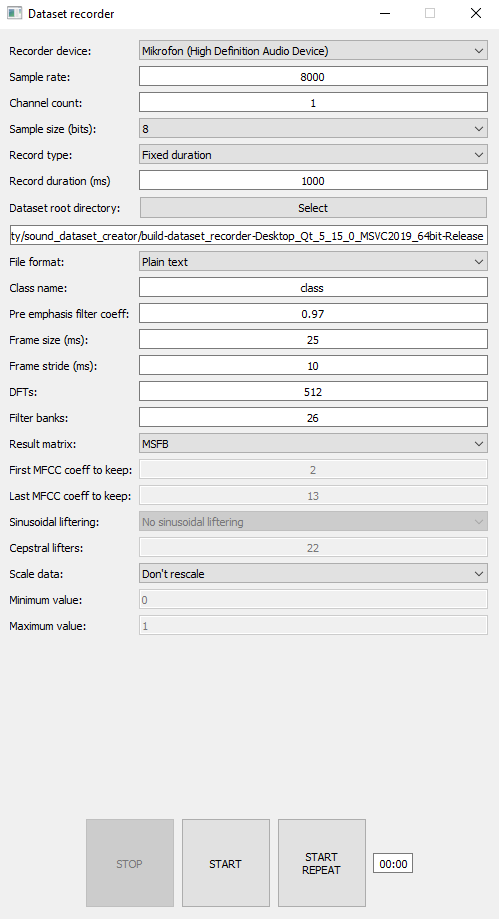 Dataset recorder
Recorder device: Mikrofon (High Definition Audio Device)
Sample rate: 8000
Channel count: 1
Sample size (bits): 8
Record type: Fixed duration
Record duration (ms) 1000
Dataset root directory: Select
ty/sound_dataset_creator/build-dataset_recorder-Desktop_Qt_5_15_0_MSVC2019_64bit-Release
File format: Plain text
Class name: class
Pre emphasis filter coeff: 0.97
Frame size (ms): 25
Frame stride (ms): 10
DFTs: 512
Filter banks: 26
Result matrix: MSFB
First MFCC coeff to keep: 2
Last MFCC coeff to keep: 13
Sinusoidal liftering: No sinusoidal liftering
Cepstral lifters: 22
Scale data: Don't rescale
Minimum value: 0
Maximum value: 1
STOP START START REPEAT 00:00